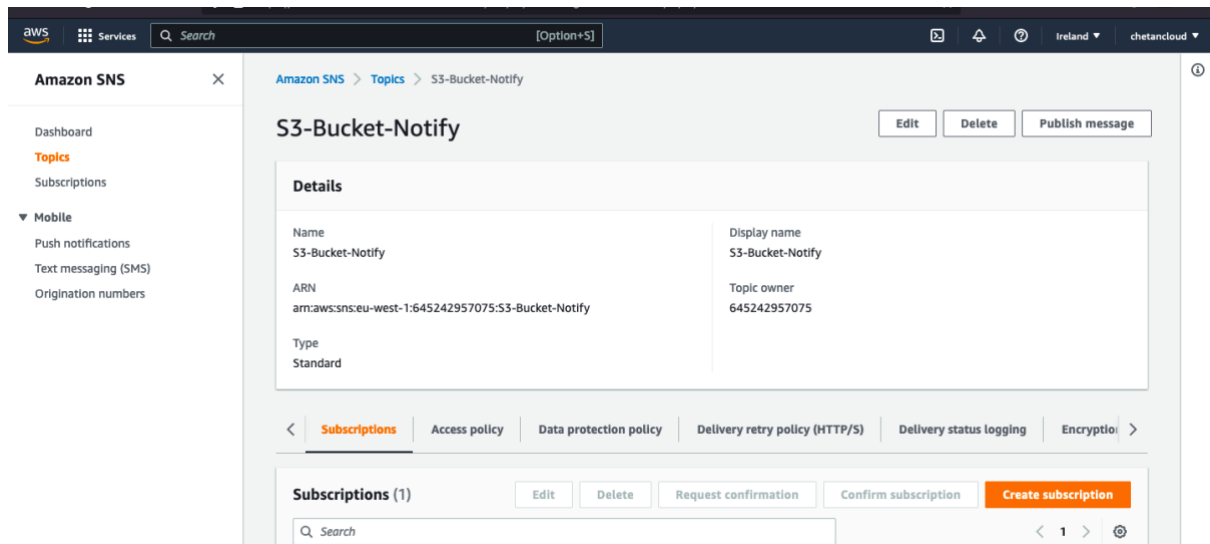 aws
Services
Search
[Option+S]
Ireland
chetancloud
Amazon SNS
Dashboard
Topics
Subscriptions
Mobile
Push notifications
Text messaging (SMS)
Origination numbers
Amazon SNS > Topics > S3-Bucket-Notify
S3-Bucket-Notify
Edit
Delete
Publish message
Details
Name
S3-Bucket-Notify
Display name
S3-Bucket-Notify
ARN
arn:aws:sns:eu-west-1:645242957075:S3-Bucket-Notify
Topic owner
645242957075
Type
Standard
Subscriptions
Access policy
Data protection policy
Delivery retry policy (HTTP/S)
Delivery status logging
Encryptio
Subscriptions (1)
Edit
Delete
Request confirmation
Confirm subscription
Create subscription
Search
1